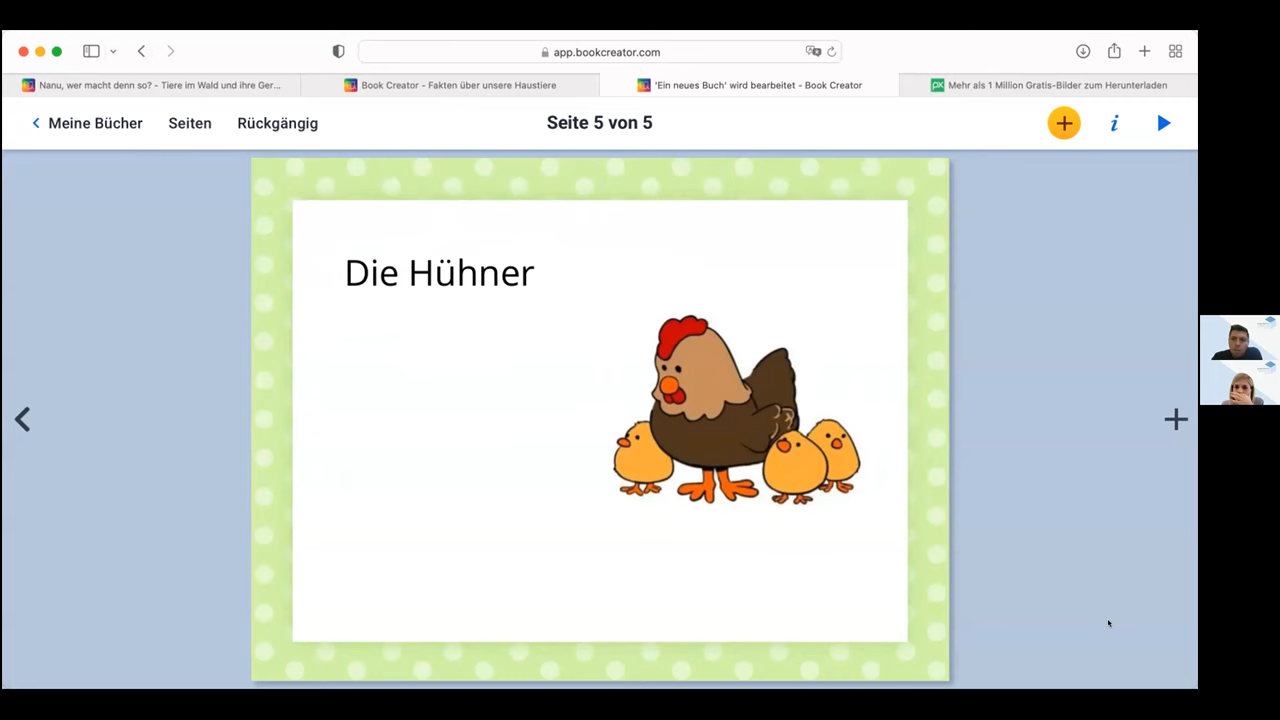 app.bookcreator.com
Nanu, wer macht denn so? - Tiere im Wald und ihre Ger...
Book Creator - Fakten über unsere Haustiere
'Ein neues Buch' wird bearbeitet - Book Creator
Mehr als 1 Million Gratis-Bilder zum Herunterladen
Meine Bücher
Seiten
Rückgängig
Seite 5 von 5
Die Hühner